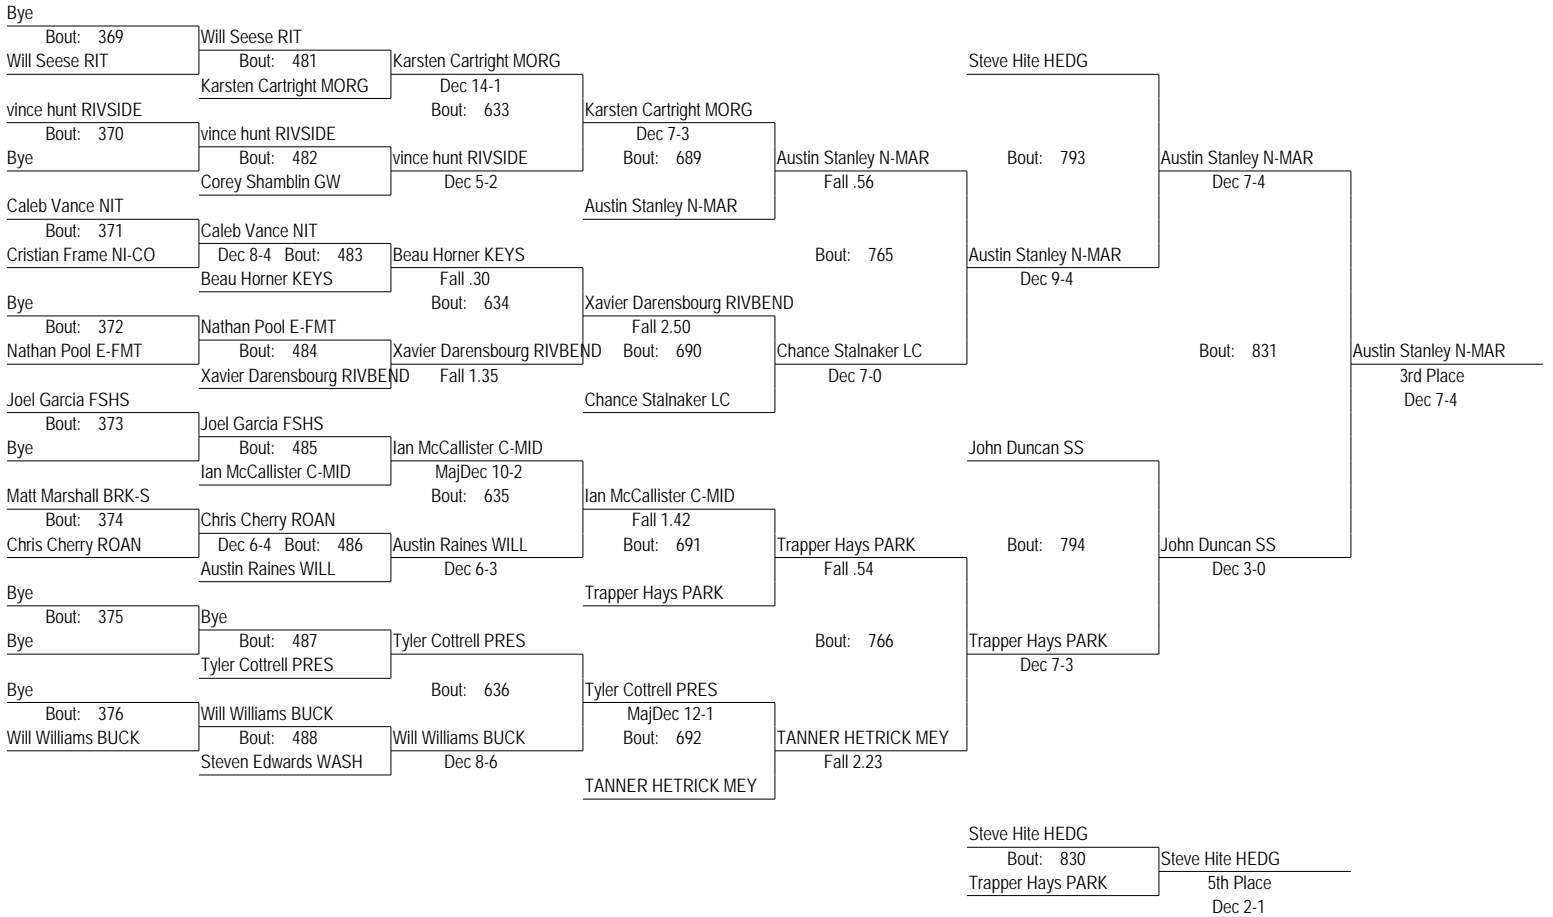 Bye
Bout: 369
Will Seese RIT
vince hunt RIVSIDE
Bout: 370
Bye
Caleb Vance NIT
Bout: 371
Cristian Frame NI-CO
Bye
Bout: 372
Nathan Pool E-FMT
Joel Garcia FSHS
Bout: 373
Bye
Matt Marshall BRK-S
Bout: 374
Chris Cherry ROAN
Bye
Bout: 375
Bye
Bye
Bout: 376
Will Williams BUCK
Will Seese RIT
Bout: 481
Karsten Cartright MORG
vince hunt RIVSIDE
Bout: 482
Corey Shamblin GW
Caleb Vance NIT
Dec 8-4 Bout: 483
Beau Horner KEYS
Nathan Pool E-FMT
Bout: 484
Xavier Darensbourg RIVBEND
Joel Garcia FSHS
Bout: 485
Ian McCallister C-MID
Chris Cherry ROAN
Dec 6-4 Bout: 486
Austin Raines WILL
Bye
Bout: 487
Tyler Cottrell PRES
Will Williams BUCK
Bout: 488
Steven Edwards WASH
Karsten Cartright MORG
Dec 14-1
Bout: 633
vince hunt RIVSIDE
Dec 5-2
Beau Horner KEYS
Fall .30
Bout: 634
Xavier Darensbourg RIVBEND
Fall 1.35
Ian McCallister C-MID
MajDec 10-2
Bout: 635
Austin Raines WILL
Dec 6-3
Tyler Cottrell PRES
Bout: 636
Will Williams BUCK
Dec 8-6
Karsten Cartright MORG
Dec 7-3
Bout: 689
Austin Stanley N-MAR
Xavier Darensbourg RIVBEND
Fall 2.50
Bout: 690
Chance Stalnaker LC
Ian McCallister C-MID
Fall 1.42
Bout: 691
Trapper Hays PARK
Tyler Cottrell PRES
MajDec 12-1
Bout: 692
TANNER HETRICK MEY
Austin Stanley N-MAR
Fall .56
Bout: 765
Chance Stalnaker LC
Dec 7-0
Trapper Hays PARK
Fall .54
Bout: 766
TANNER HETRICK MEY
Fall 2.23
Steve Hite HEDG
Bout: 793
Austin Stanley N-MAR
Dec 9-4
John Duncan SS
Bout: 794
Trapper Hays PARK
Dec 7-3
Austin Stanley N-MAR
Dec 7-4
Bout: 831
John Duncan SS
Dec 3-0
Austin Stanley N-MAR
3rd Place
Dec 7-4
Steve Hite HEDG
Bout: 830
Trapper Hays PARK
Steve Hite HEDG
5th Place
Dec 2-1